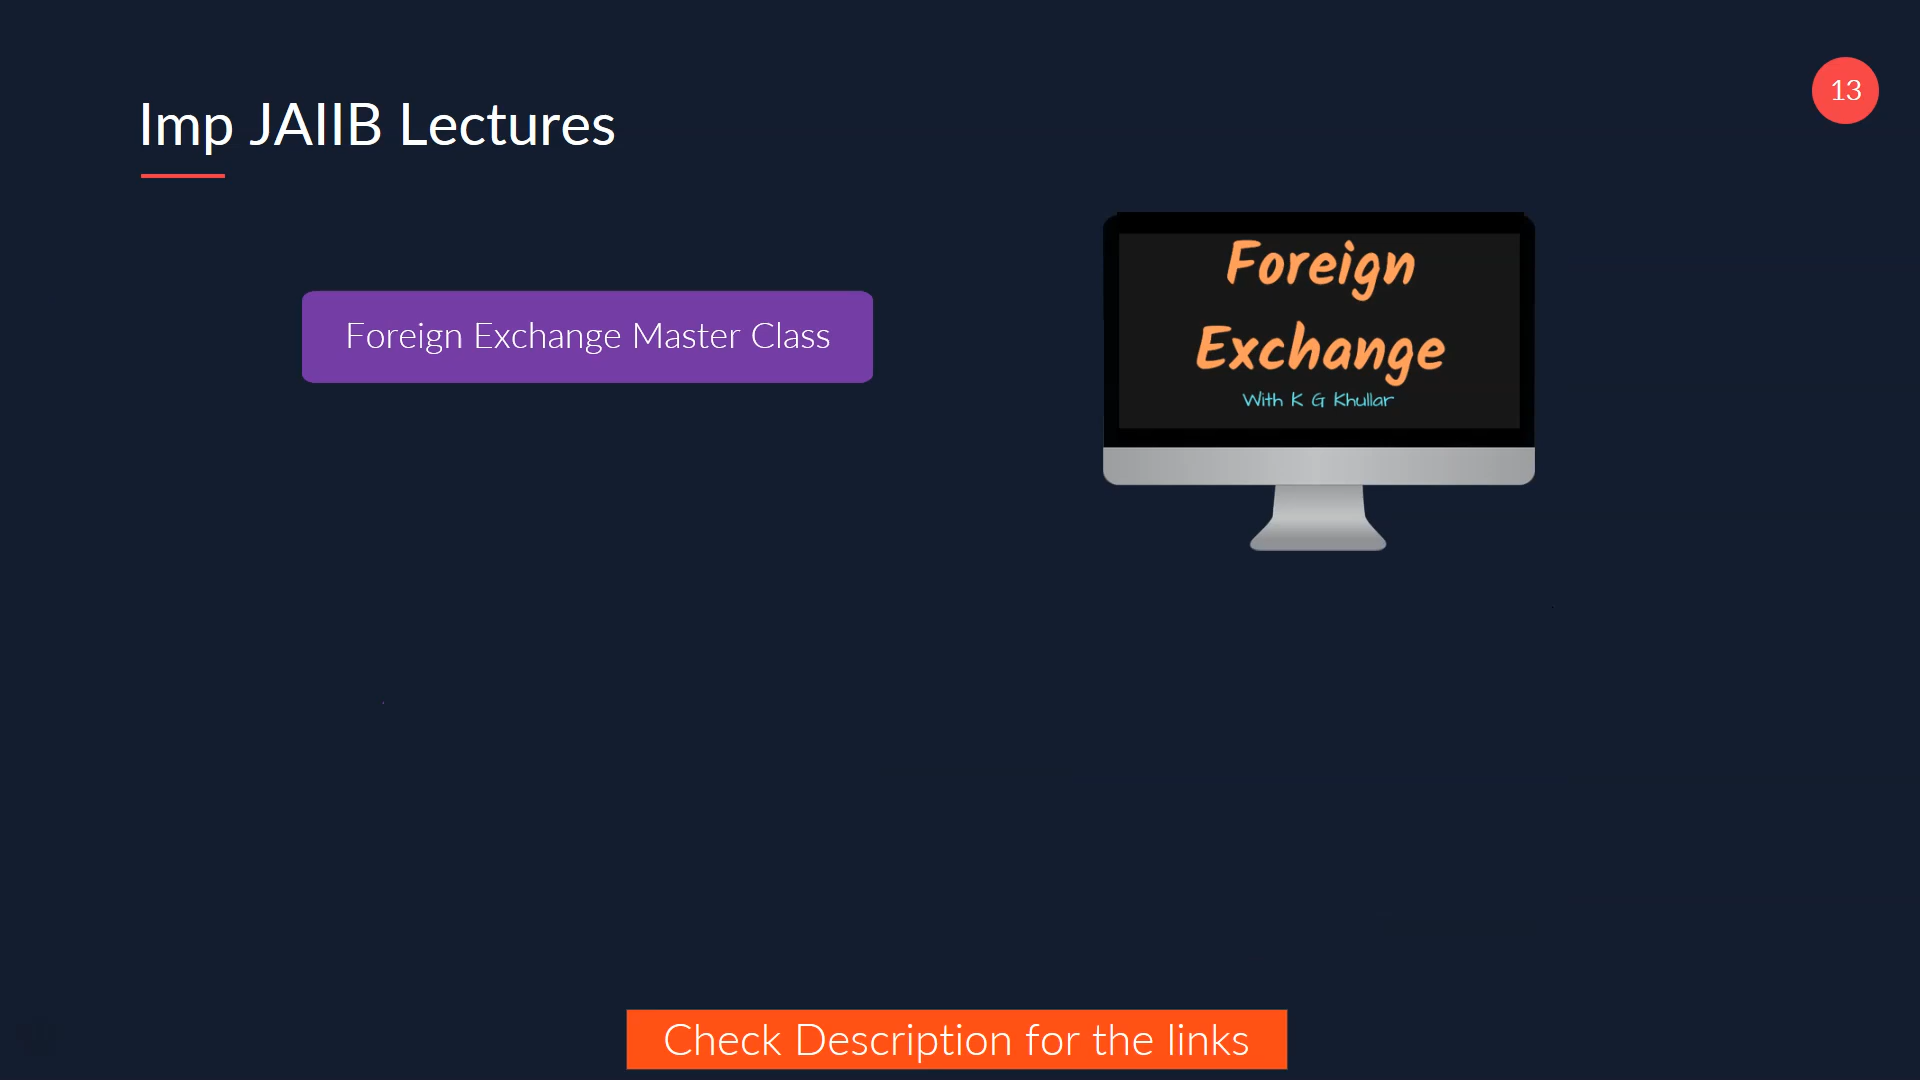 Imp JAIIB Lectures
13
Foreign Exchange Master Class
Foreign
Exchange
With K G Khullar
Check Description for the links